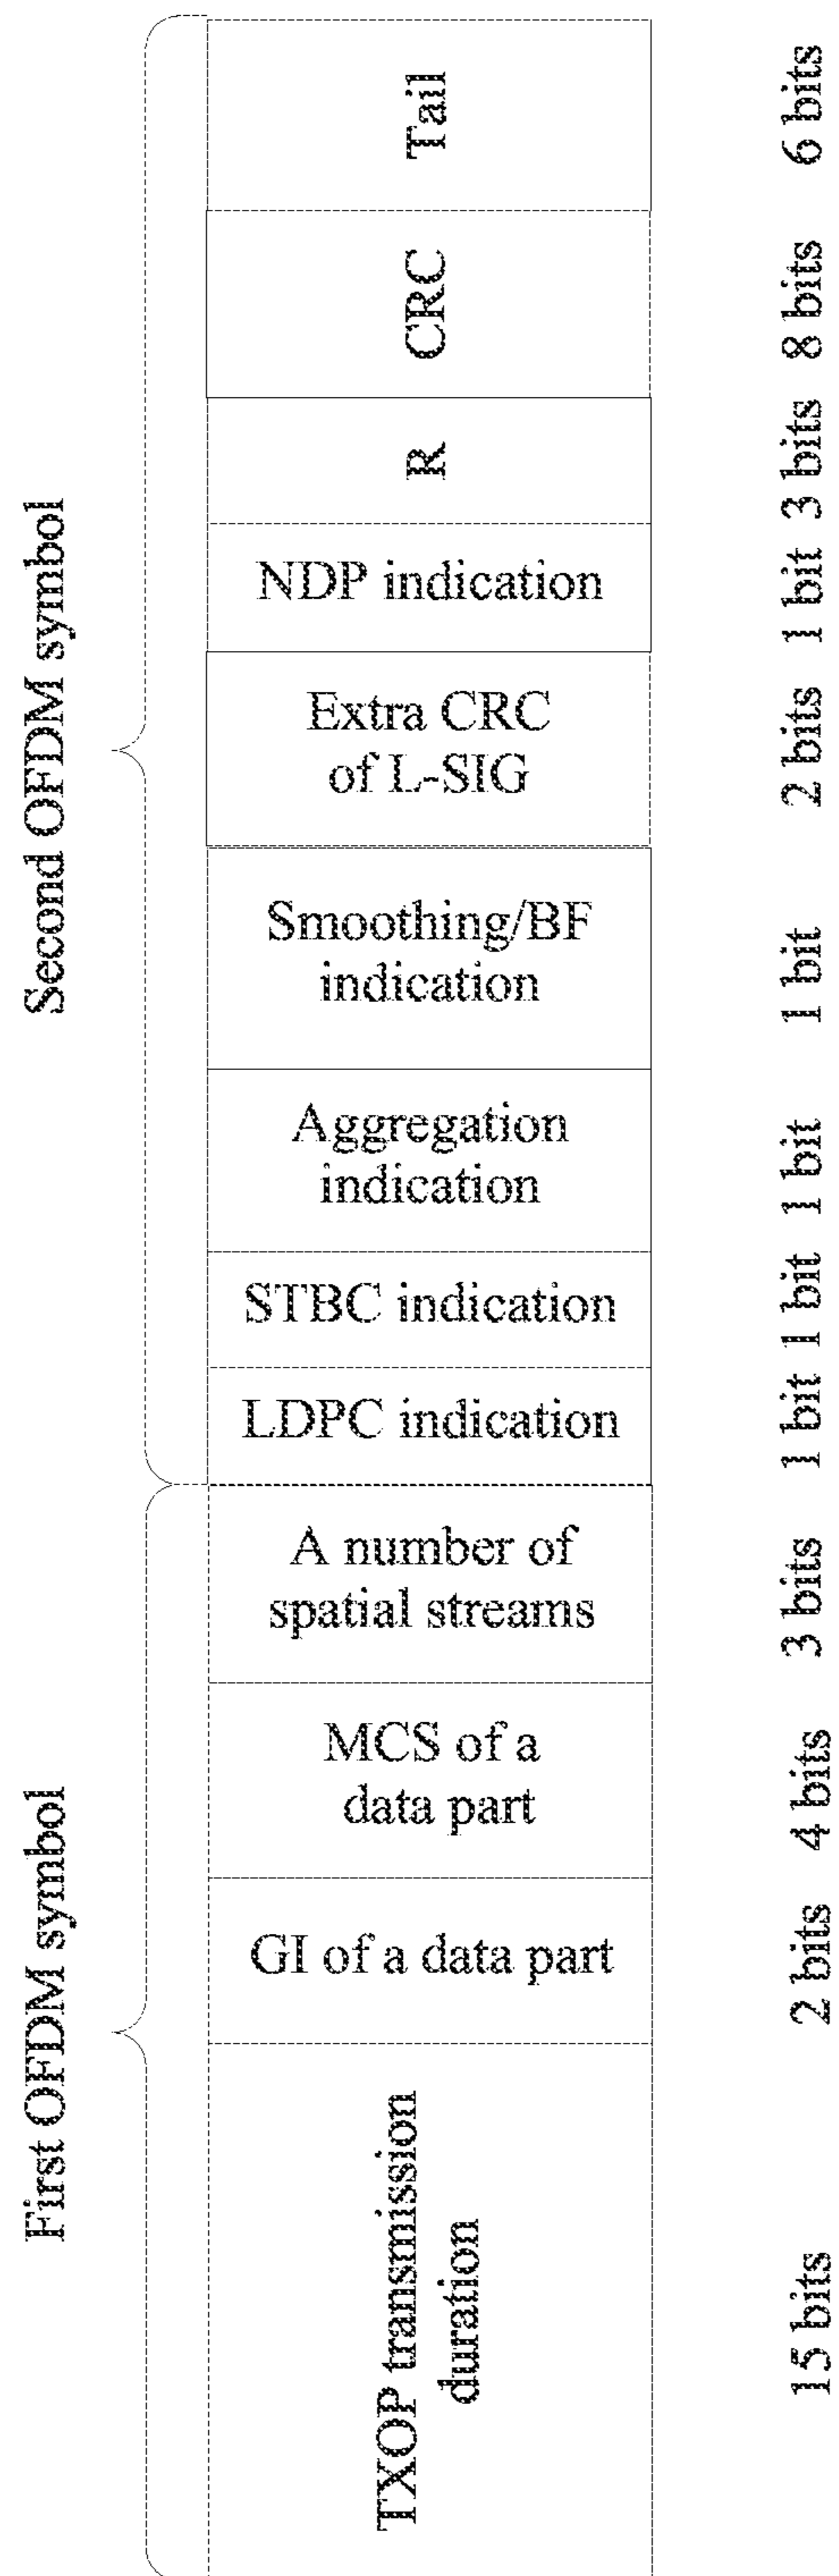 Second OFDM symbol
Tail
6 bits
CRC
8 bits
R
3 bits
NDP indication
1 bit
Extra CRC
of L-SIG
2 bits
Smoothing/BF
indication
1 bit
Aggregation
indication
1 bit
STBC indication
1 bit
LDPC indication
1 bit
First OFDM symbol
A number of
spatial streams
3 bits
MCS of a
data part
4 bits
GI of a data part
2 bits
TXOP transmission
duration
15 bits